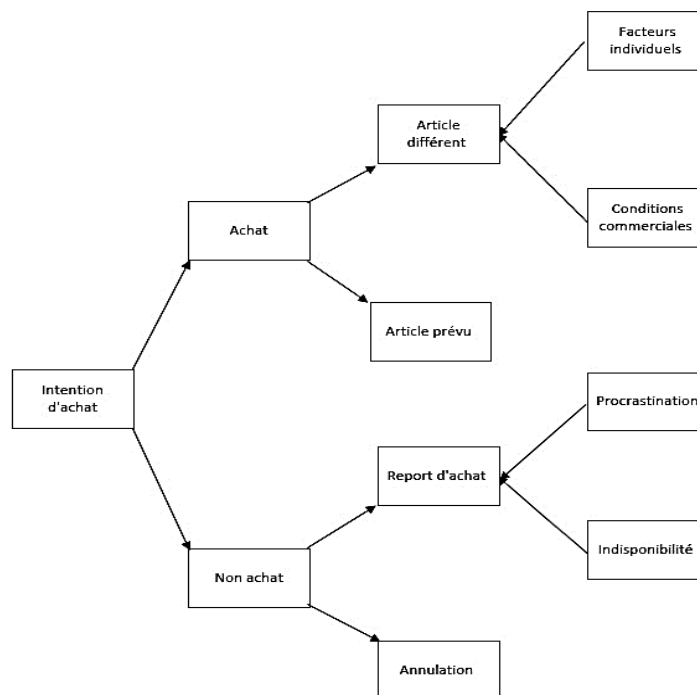 Facteurs
individuels
Article
différent
Conditions
commerciales
Achat
Article prévu
Intention
d'achat
Procrastination
Report d'achat
Indisponibilité
Non achat
Annulation